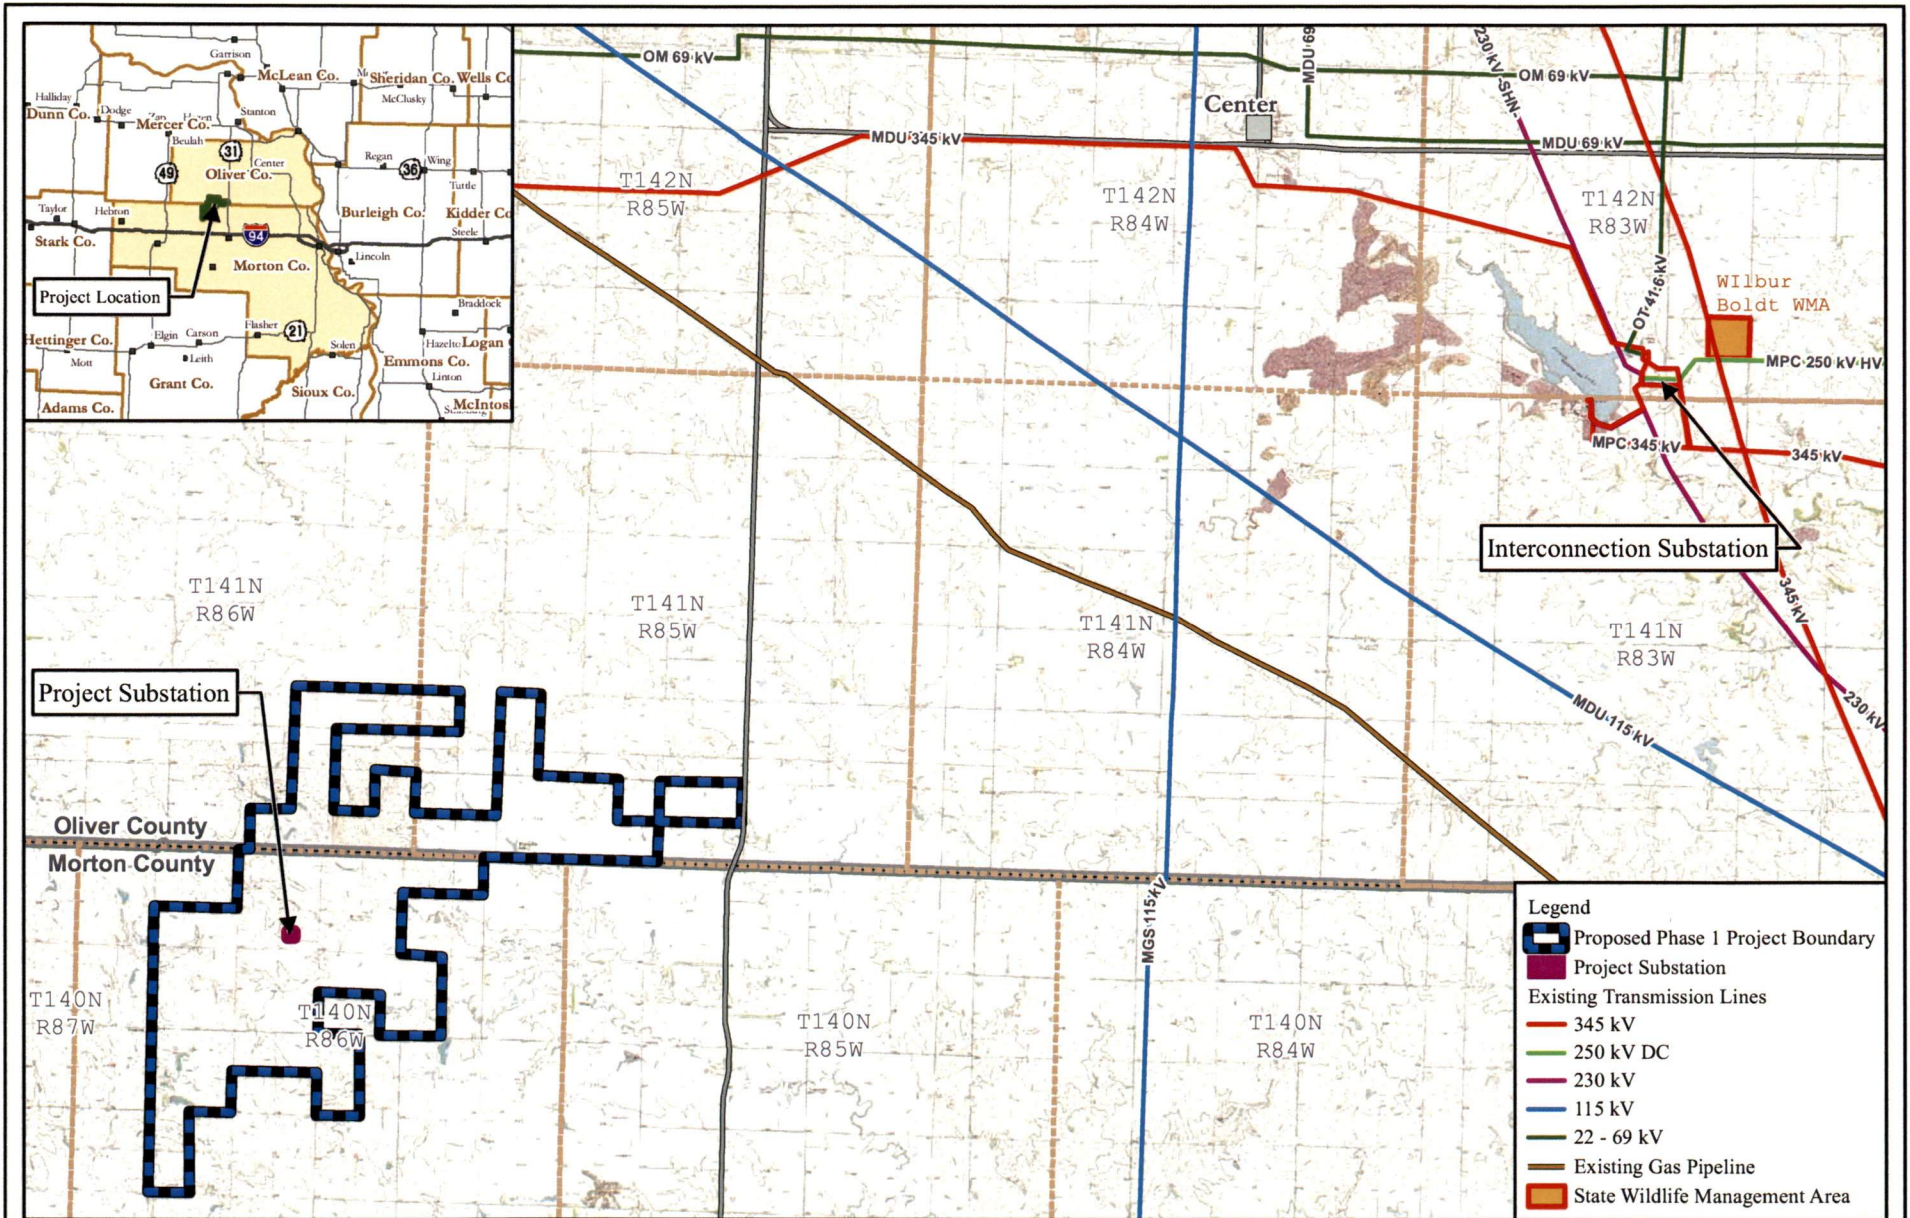 Garrison
McLean Co.
Sheridan Co.
Wells Co
McClusky
Halliday
Dunn Co.
Dodge
Stanton
Mercer Co.
Beulah
31
Center
Regan
36
Wing
49
Oliver Co.
Tuttle
Taylor
Hebron
Burleigh Co.
Kidder Co
Steele
Stark Co.
94
Lincoln
Morton Co.
Project Location
Braddock
Elgin
Carson
Flasher
21
Hettinger Co.
Leith
Solen
Hazelto
Logan
Mott
Emmons Co.
Grant Co.
Linton
Sioux Co.
Adams Co.
McIntos
OM 69 kV
MDU 69
230 kV -SHN-
OM 69 kV
Center
MDU 345 kV
MDU 69 kV
T142N
R85W
T142N
R84W
T142N
R83W
OT 41.6 kV
WIlbur
Boldt WMA
MPC 250 kV HV
MPC 345 kV
345 kV
Interconnection Substation
345 kV
T141N
R86W
T141N
R85W
T141N
R84W
T141N
R83W
Project Substation
MDU 115 kV
230 kV
Oliver County
Morton County
MGS 115 kV
T140N
R87W
T140N
R86W
T140N
R85W
T140N
R84W
Legend
Proposed Phase 1 Project Boundary
Project Substation
Existing Transmission Lines
345 kV
250 kV DC
230 kV
115 kV
22 - 69 kV
Existing Gas Pipeline
State Wildlife Management Area